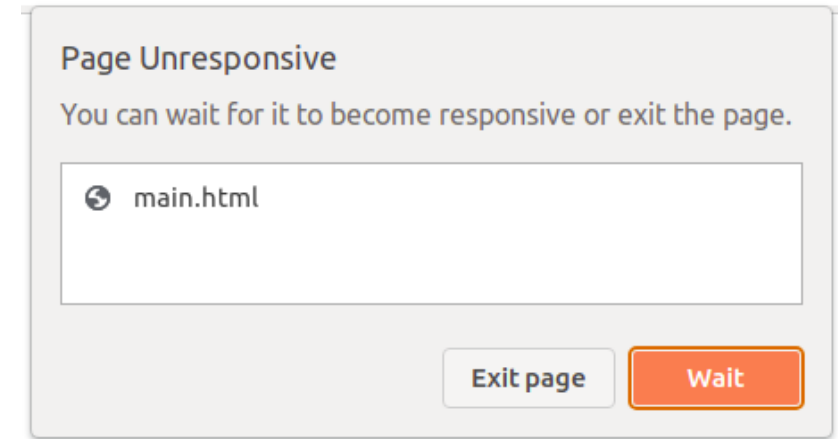 Page Unresponsive
You can wait for it to become responsive or exit the page.
main.html
Exit page Wait